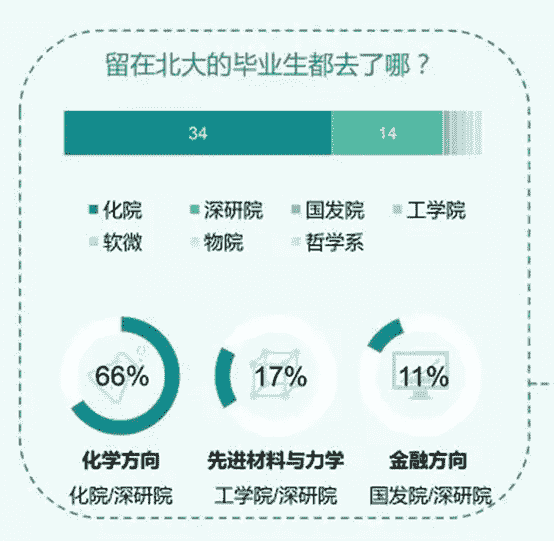 留在北大的毕业生都去了哪？
34 14
化院 深研院 国发院 工学院
软微 物院 哲学系
66% 17% 11%
化学方向 先进材料与力学 金融方向
化院/深研院 工学院/深研院 国发院/深研院